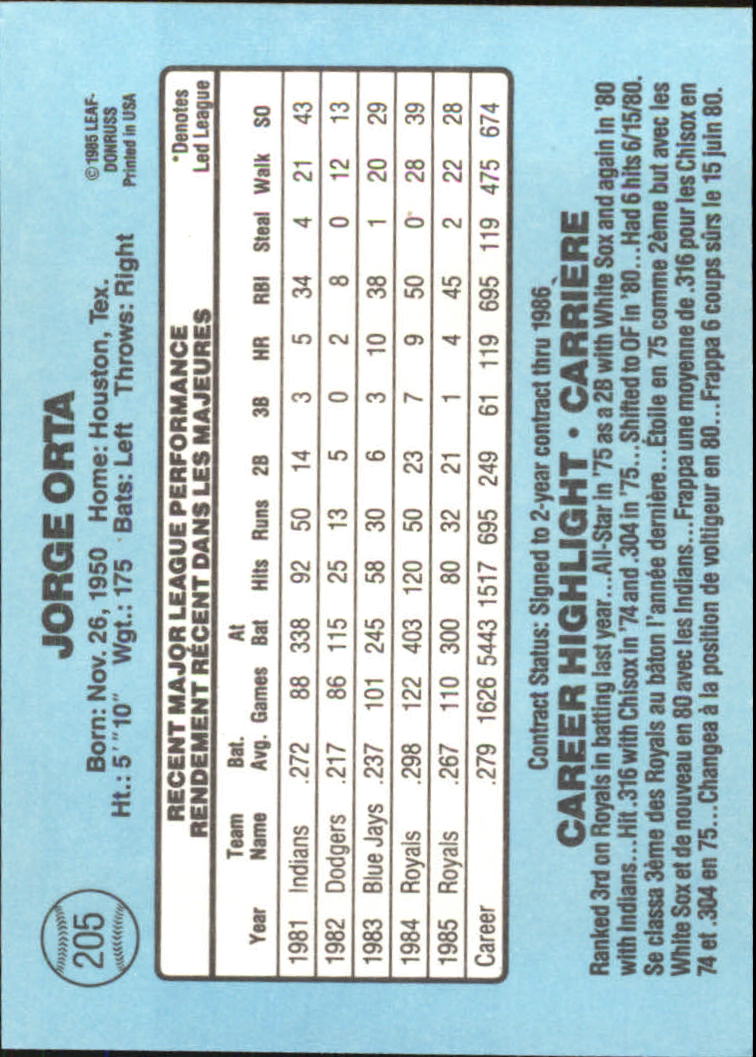 205
JORGE ORTA
Born: Nov. 26, 1950 Home: Houston, Tex.
Ht.: 5'"10" Wgt.: 175 Bats: Left Throws: Right
© 1985 LEAF-
DONRUSS
Printed in USA
RECENT MAJOR LEAGUE PERFORMANCE
RENDEMENT RÉCENT DANS LES MAJEURES
*Denotes
Led League
Year Team Name Bat. Avg. Games At Bat Hits Runs 2B 3B HR RBI Steal Walk SO
1981 Indians .272 88 338 92 50 14 3 5 34 4 21 43
1982 Dodgers .217 86 115 25 13 5 0 2 8 0 12 13
1983 Blue Jays .237 101 245 58 30 6 3 10 38 1 20 29
1984 Royals .298 122 403 120 50 23 7 9 50 0 28 39
1985 Royals .267 110 300 80 32 21 1 4 45 2 22 28
Career .279 1626 5443 1517 695 249 61 119 695 119 475 674
Contract Status: Signed to 2-year contract thru 1986
CAREER HIGHLIGHT • CARRIÈRE
Ranked 3rd on Royals in batting last year...All-Star in '75 as a 2B with White Sox and again in '80
with Indians...Hit .316 with Chisox in '74 and .304 in '75...Shifted to OF in '80...Had 6 hits 6/15/80.
Se classa 3ème des Royals au bâton l'année dernière...Étoile en 75 comme 2ème but avec les
White Sox et de nouveau en 80 avec les Indians...Frappa une moyenne de .316 pour les Chisox en
74 et .304 en 75...Changea à la position de voltigeur en 80...Frappa 6 coups sûrs le 15 juin 80.